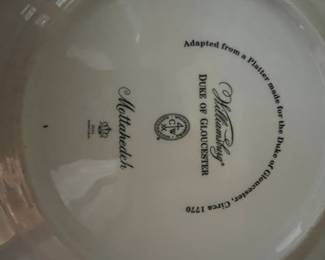 Adapted from a Platter made for the Duke of Gloucester, Circa 1770
Williamsburg®
DUKE OF GLOUCESTER
Mottahedeh